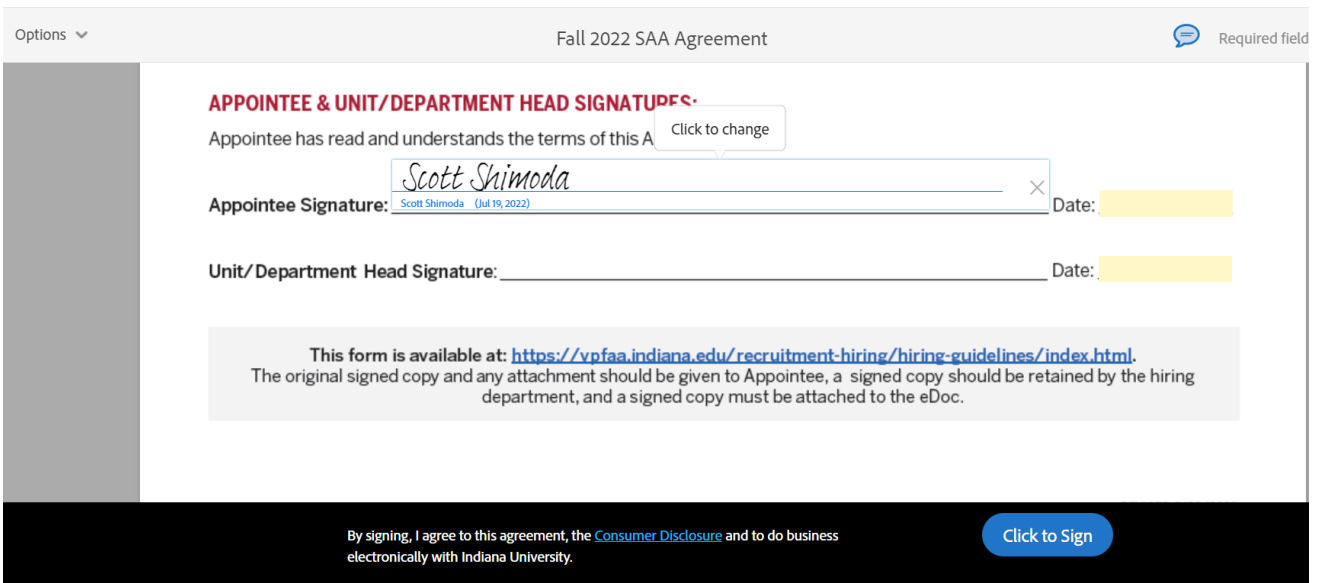 Options
Fall 2022 SAA Agreement
Required field
APPOINTEE & UNIT/DEPARTMENT HEAD SIGNATURES:
Click to change
Appointee has read and understands the terms of this A
Scott Shimoda
Appointee Signature: Scott Shimoda (Jul 19, 2022) Date:
Unit/Department Head Signature: Date:
This form is available at: https://vpfaa.indiana.edu/recruitment-hiring/hiring-guidelines/index.html.
The original signed copy and any attachment should be given to Appointee, a signed copy should be retained by the hiring
department, and a signed copy must be attached to the eDoc.
By signing, I agree to this agreement, the Consumer Disclosure and to do business
electronically with Indiana University.
Click to Sign